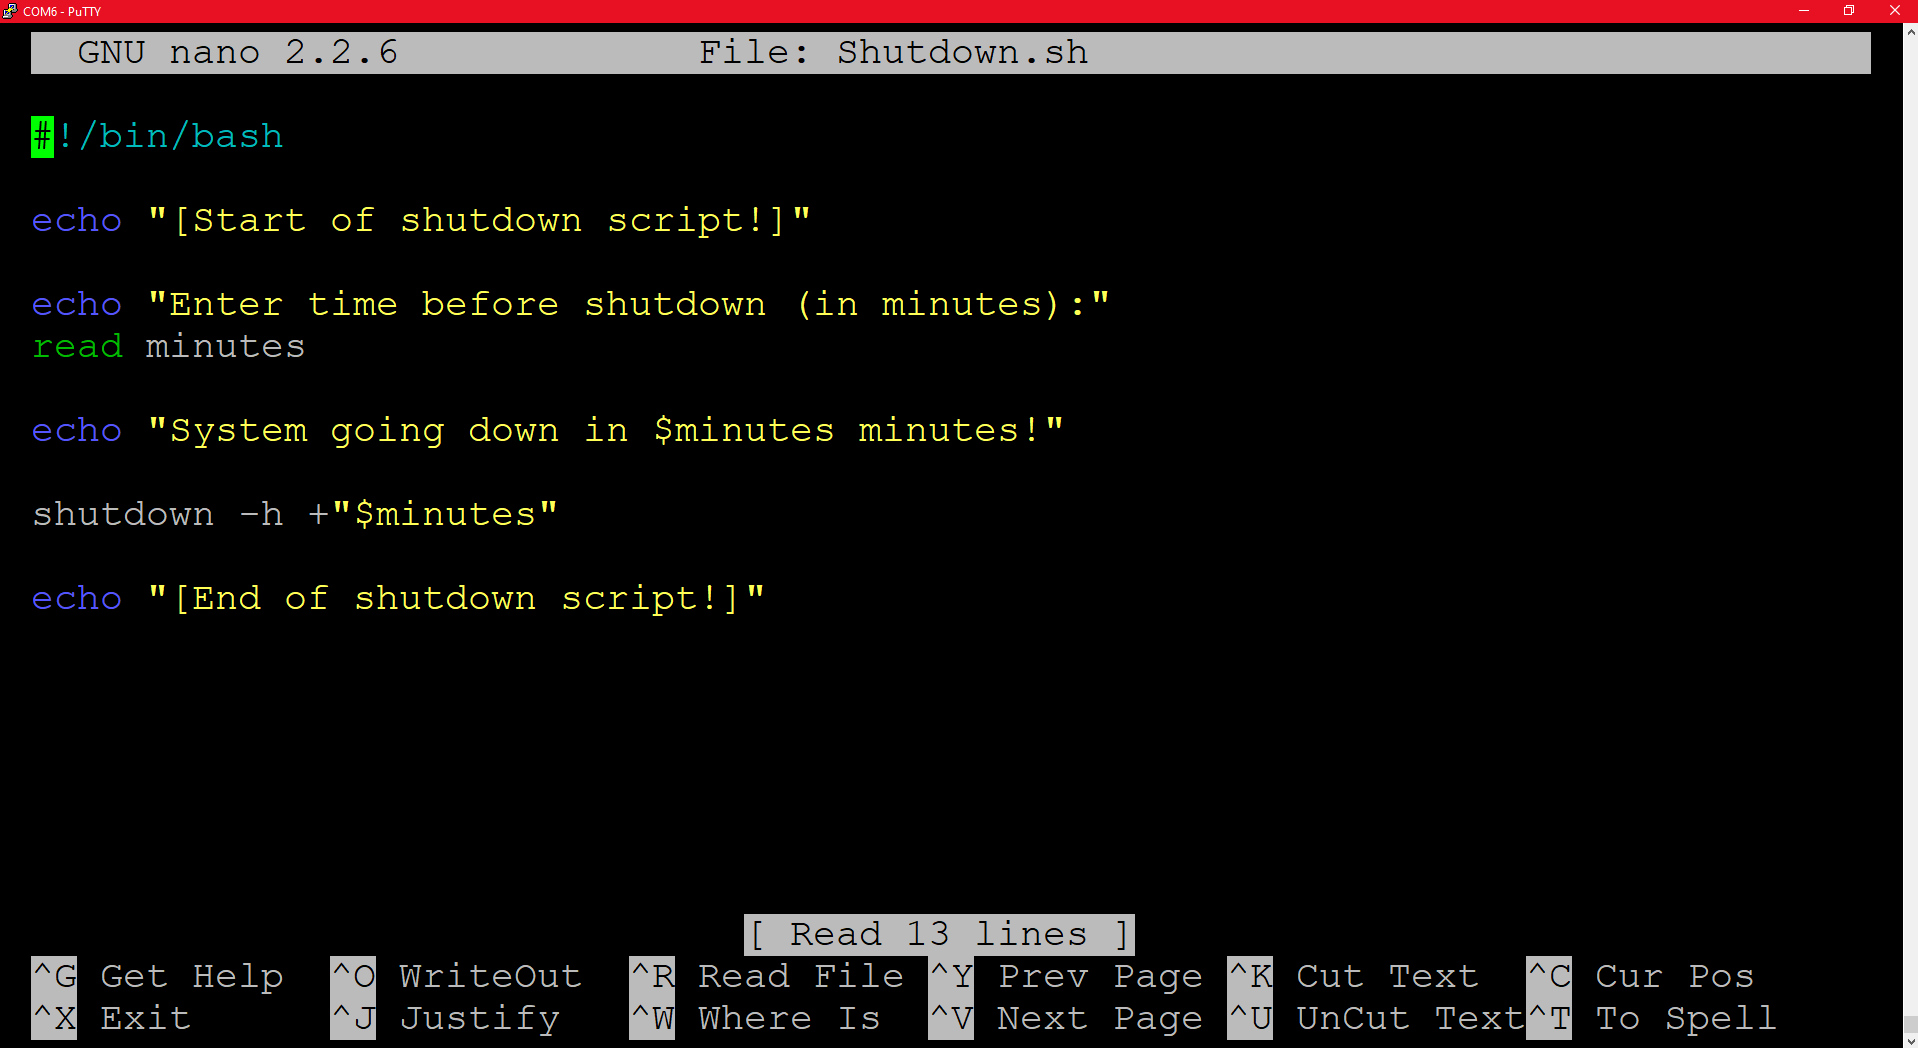 COM6 - PuTTY
GNU nano 2.2.6 File: Shutdown.sh
#!/bin/bash
echo "[Start of shutdown script!]"
echo "Enter time before shutdown (in minutes):"
read minutes
echo "System going down in $minutes minutes!"
shutdown -h +"$minutes"
echo "[End of shutdown script!]"
[ Read 13 lines ]
^G Get Help ^O WriteOut ^R Read File ^Y Prev Page ^K Cut Text ^C Cur Pos
^X Exit ^J Justify ^W Where Is ^V Next Page ^U UnCut Text ^T To Spell